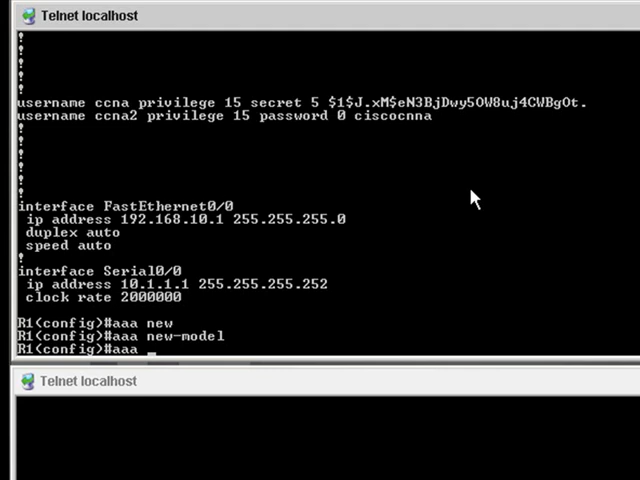 Telnet localhost
!
!
!
!
!
username ccna privilege 15 secret 5 $1$J.xM$eN3BjDwy5OW8uj4CWBgOt.
username ccna2 privilege 15 password 0 ciscocnna
!
!
!
!
!
!
interface FastEthernet0/0
ip address 192.168.10.1 255.255.255.0
duplex auto
speed auto
!
interface Serial0/0
ip address 10.1.1.1 255.255.255.252
clock rate 2000000
R1(config)#aaa new
R1(config)#aaa new-model
R1(config)#aaa _
Telnet localhost